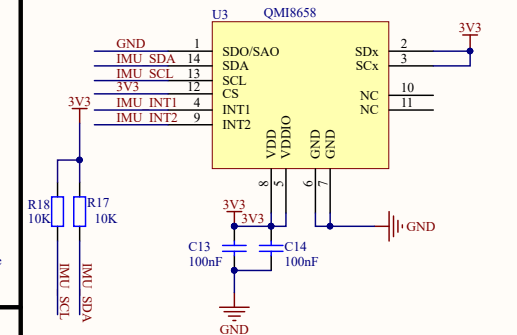 U3 QMI8658
GND 1 SDO/SAO SDx 2 3V3
IMU_SDA 14 SDA SCx 3
IMU_SCL 13 SCL
3V3 12 CS NC 10
IMU_INT1 4 INT1 NC 11
IMU_INT2 9 INT2
3V3
VDD VDDIO GND GND
8 5 6 7
R18 R17
10K 10K
3V3
3V3
GND
C13 C14
100nF 100nF
IMU_SCL IMU_SDA
GND